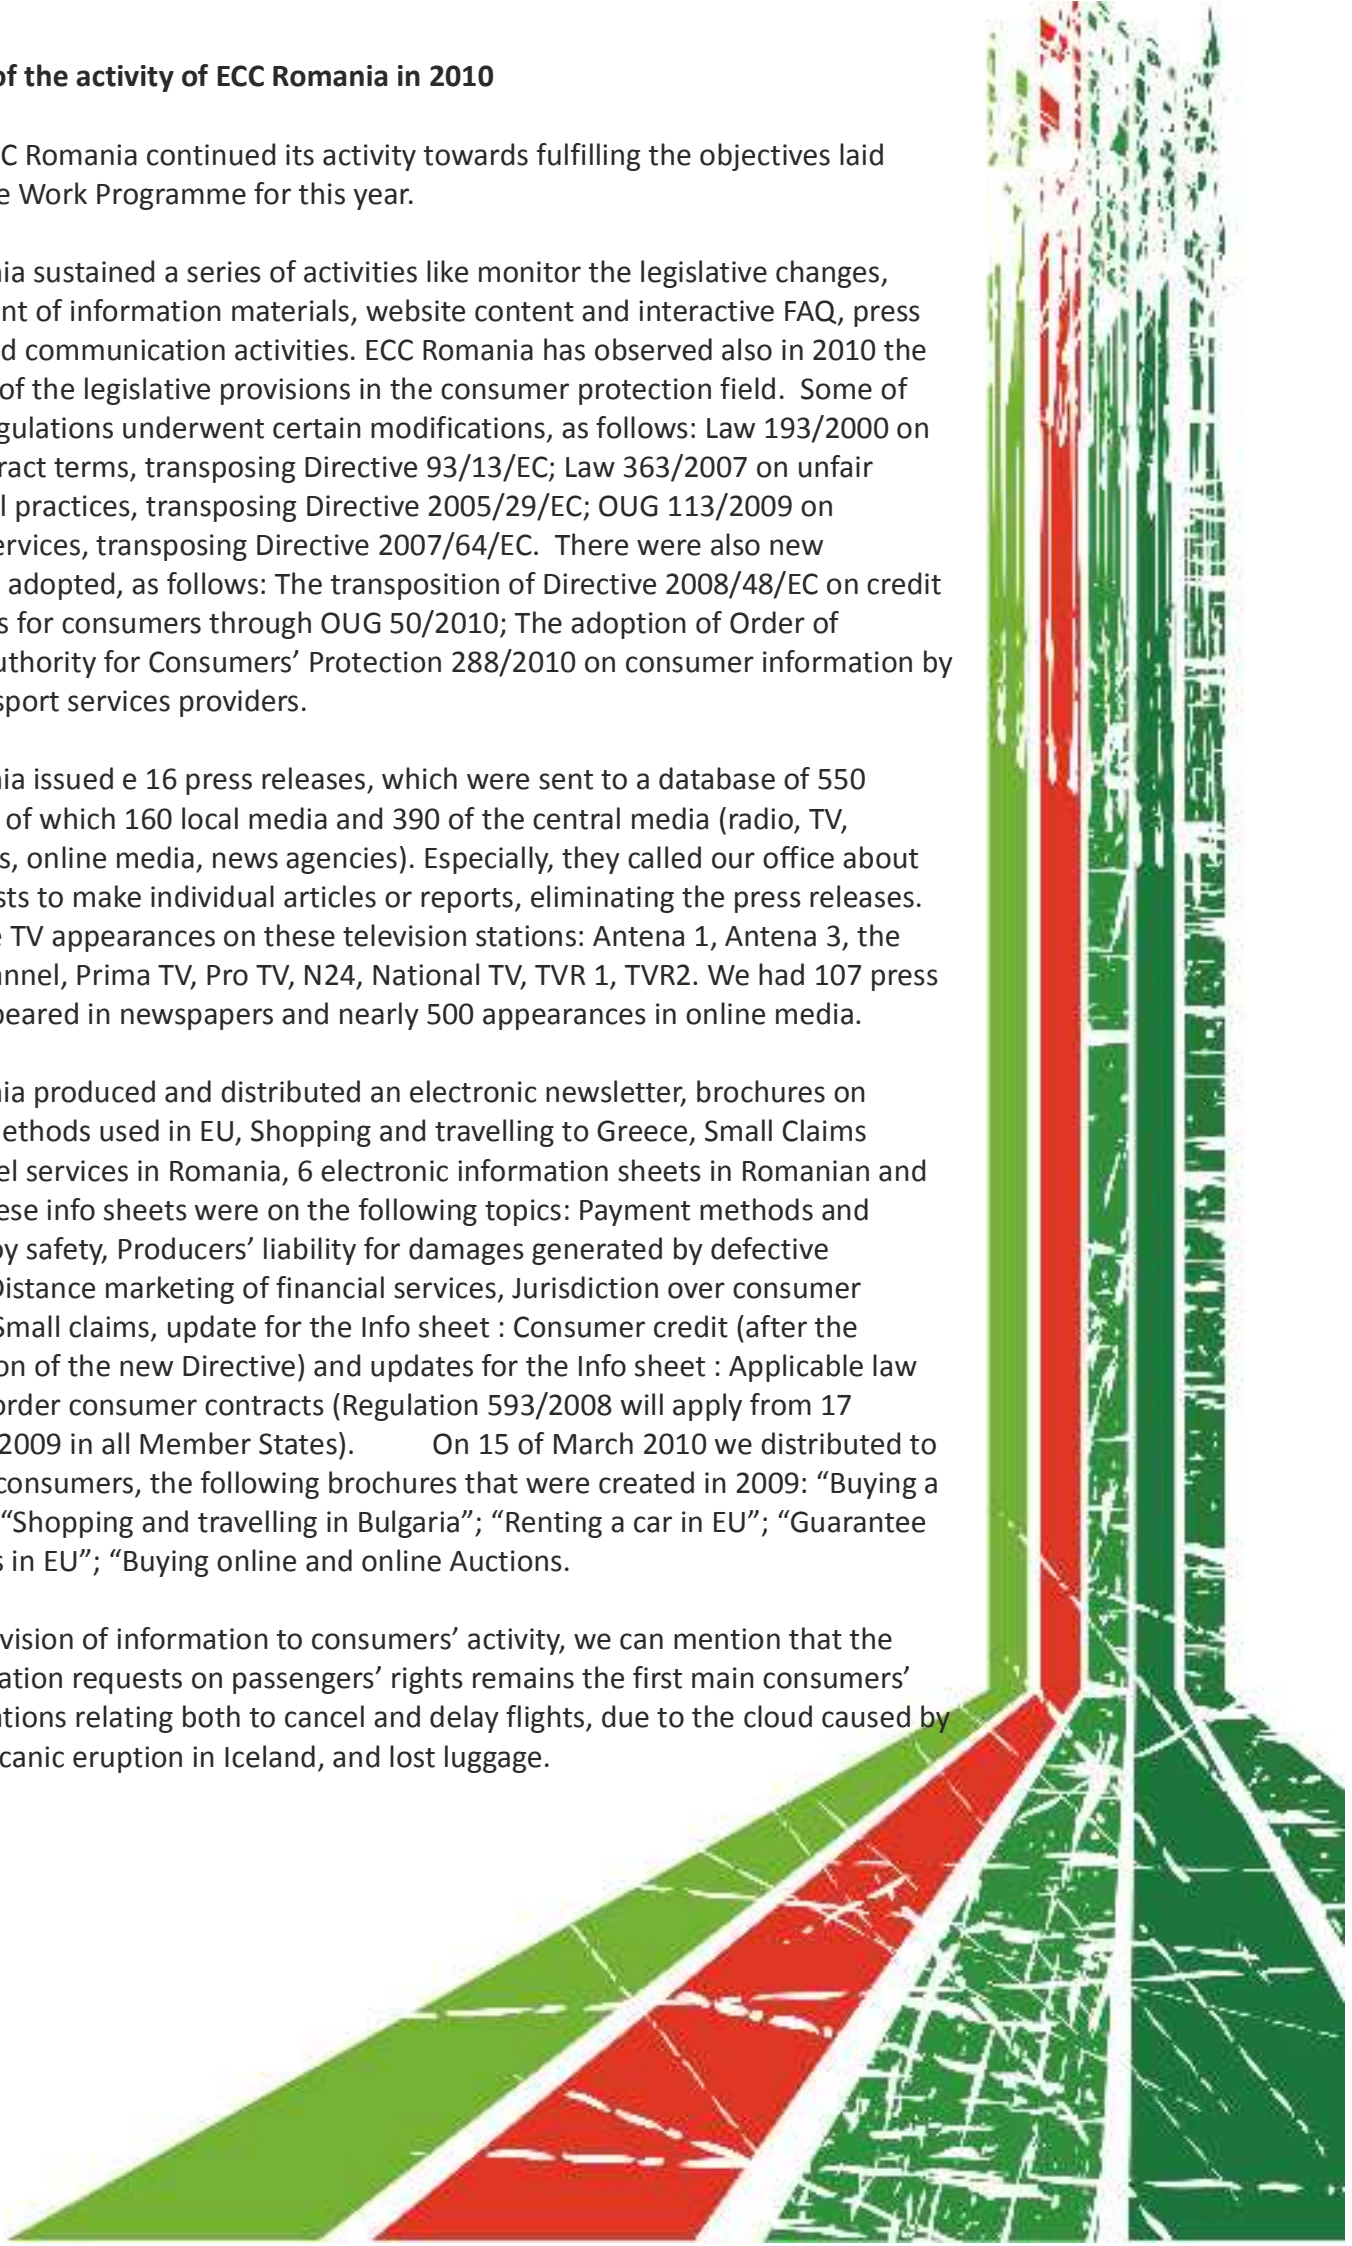 of the activity of ECC Romania in 2010
C Romania continued its activity towards fulfilling the objectives laid
e Work Programme for this year.
nia sustained a series of activities like monitor the legislative changes,
nt of information materials, website content and interactive FAQ, press
d communication activities. ECC Romania has observed also in 2010 the
of the legislative provisions in the consumer protection field.  Some of
gulations underwent certain modifications, as follows: Law 193/2000 on
ract terms, transposing Directive 93/13/EC; Law 363/2007 on unfair
l practices, transposing Directive 2005/29/EC; OUG 113/2009 on
ervices, transposing Directive 2007/64/EC.  There were also new
adopted, as follows: The transposition of Directive 2008/48/EC on credit
s for consumers through OUG 50/2010; The adoption of Order of
uthority for Consumers’ Protection 288/2010 on consumer information by
sport services providers.
nia issued e 16 press releases, which were sent to a database of 550
of which 160 local media and 390 of the central media (radio, TV,
s, online media, news agencies). Especially, they called our office about
sts to make individual articles or reports, eliminating the press releases.
e TV appearances on these television stations: Antena 1, Antena 3, the
annel, Prima TV, Pro TV, N24, National TV, TVR 1, TVR2. We had 107 press
peared in newspapers and nearly 500 appearances in online media.
nia produced and distributed an electronic newsletter, brochures on
ethods used in EU, Shopping and travelling to Greece, Small Claims
el services in Romania, 6 electronic information sheets in Romanian and
ese info sheets were on the following topics: Payment methods and
oy safety, Producers’ liability for damages generated by defective
Distance marketing of financial services, Jurisdiction over consumer
Small claims, update for the Info sheet : Consumer credit (after the
on of the new Directive) and updates for the Info sheet : Applicable law
order consumer contracts (Regulation 593/2008 will apply from 17
2009 in all Member States).        On 15 of March 2010 we distributed to
consumers, the following brochures that were created in 2009: “Buying a
“Shopping and travelling in Bulgaria”; “Renting a car in EU”; “Guarantee
s in EU”; “Buying online and online Auctions.
vision of information to consumers’ activity, we can mention that the
ation requests on passengers’ rights remains the first main consumers’
ations relating both to cancel and delay flights, due to the cloud caused by
canic eruption in Iceland, and lost luggage.